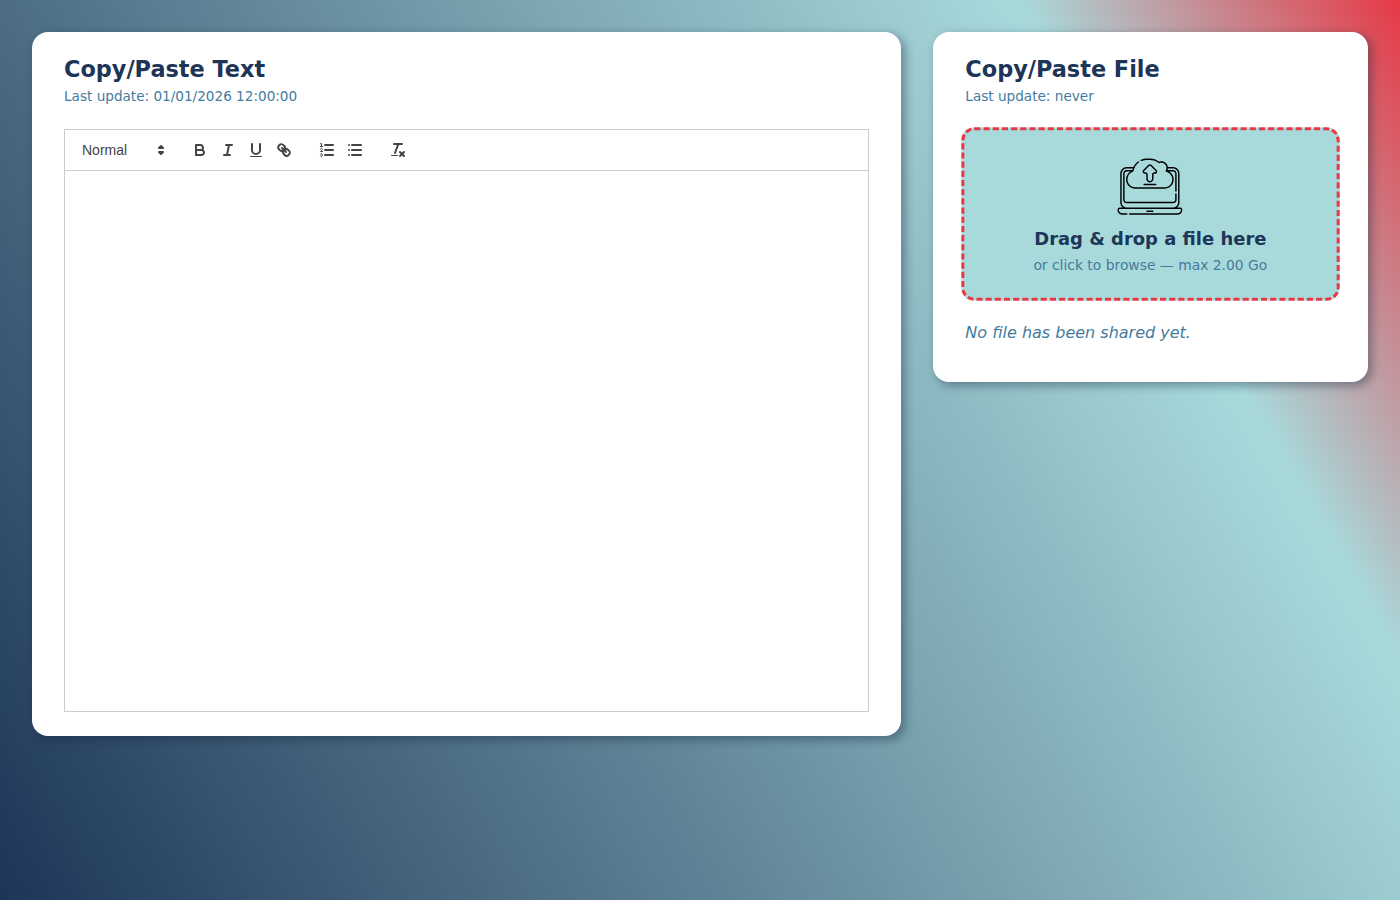 Copy/Paste Text
Last update: 01/01/2026 12:00:00
Normal
Copy/Paste File
Last update: never
Drag & drop a file here
or click to browse — max 2.00 Go
No file has been shared yet.